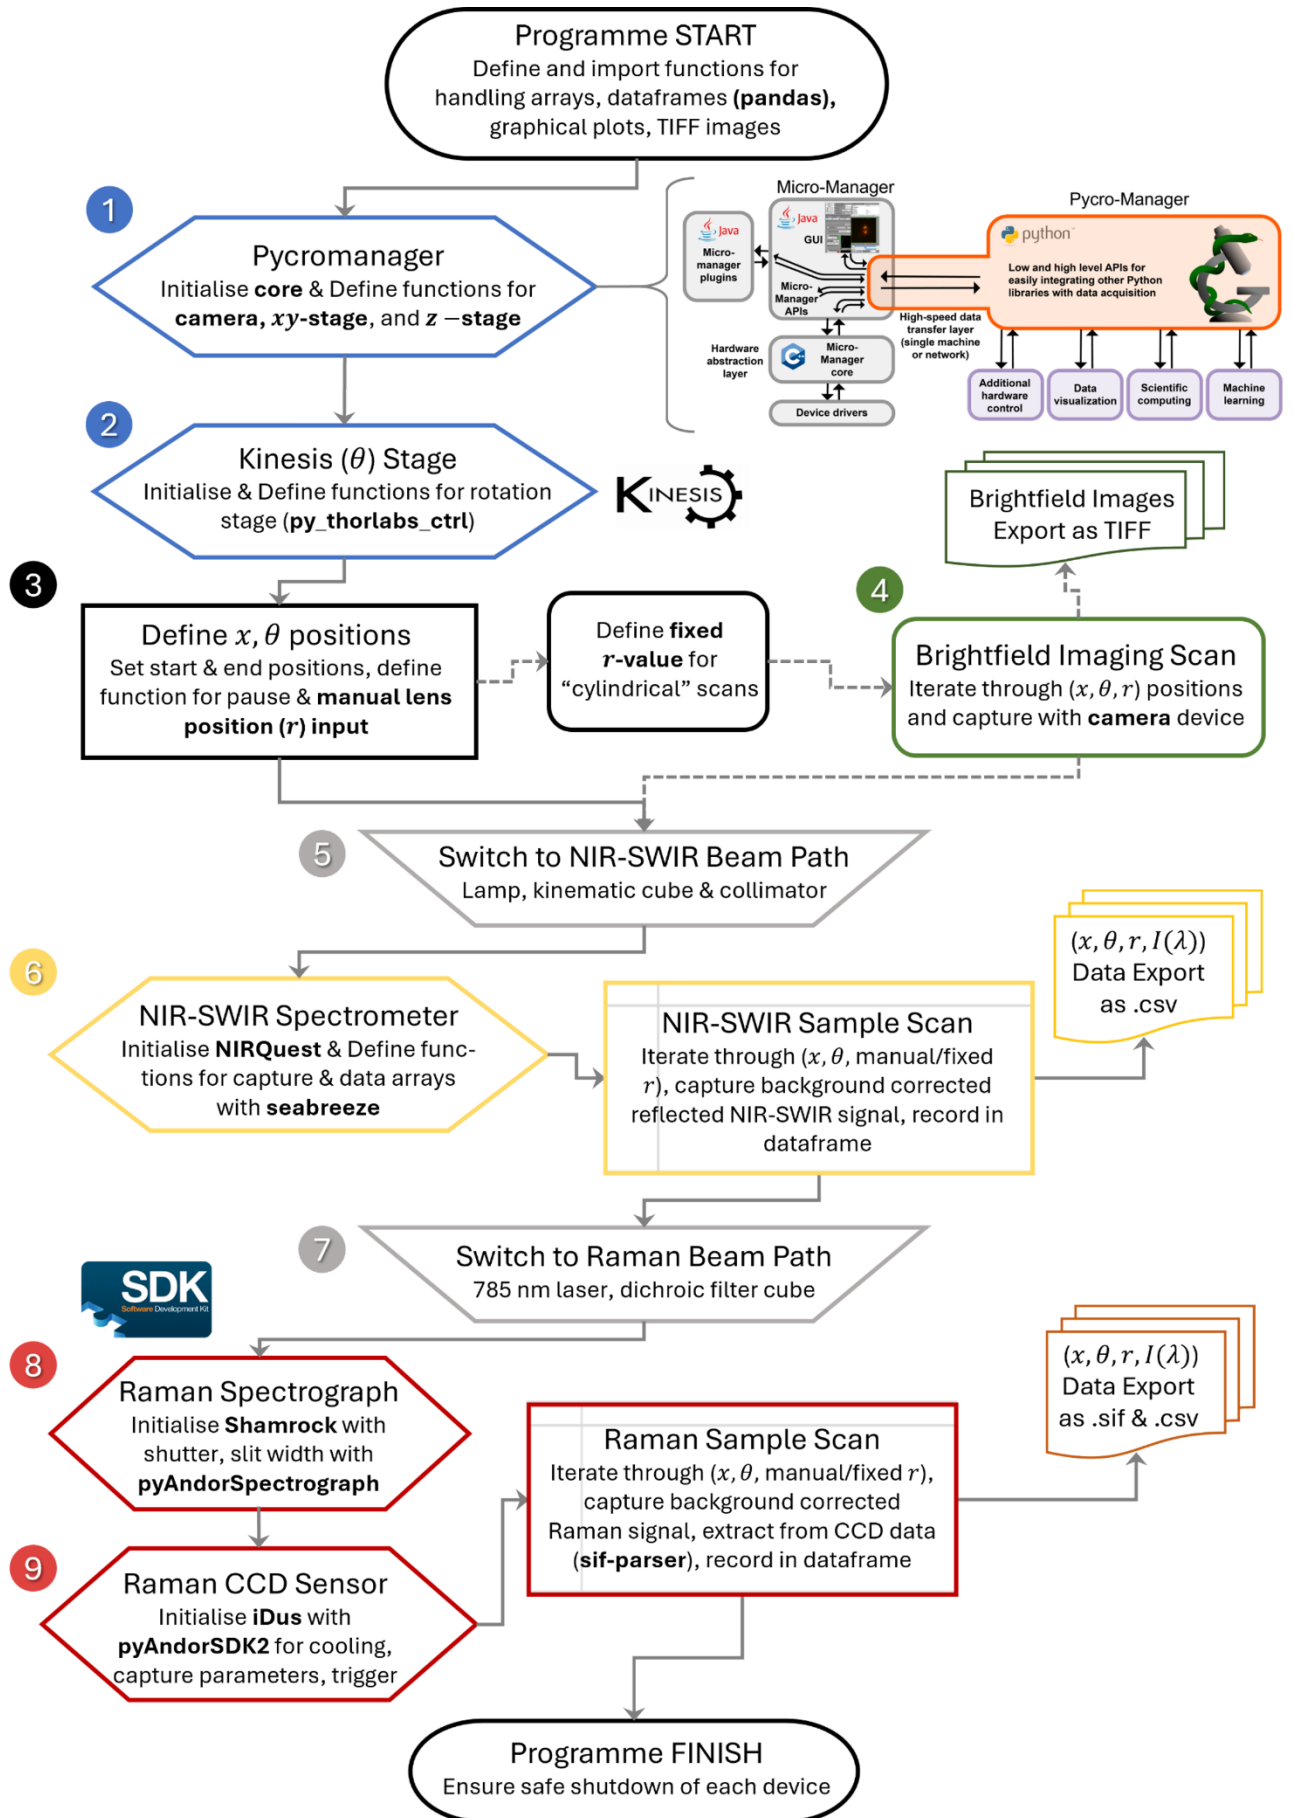 Programme START
Define and import functions for
handling arrays, dataframes (pandas),
graphical plots, TIFF images
1
Pycromanager
Initialise core & Define functions for
camera, xy-stage, and z −stage
Micro-Manager
Java
Micro-
manager
plugins
Java
GUI
Micro-
Manager
APIs
Hardware
abstraction
layer
C++
Micro-
Manager
core
Device drivers
High-speed data
transfer layer
(single machine
or network)
Pycro-Manager
python™
Low and high level APIs for
easily integrating other Python
libraries with data acquisition
Additional
hardware
control
Data
visualization
Scientific
computing
Machine
learning
2
Kinesis (θ) Stage
Initialise & Define functions for rotation
stage (py_thorlabs_ctrl)
KINESIS
Brightfield Images
Export as TIFF
3
Define x, θ positions
Set start & end positions, define
function for pause & manual lens
position (r) input
Define fixed
r-value for
“cylindrical” scans
4
Brightfield Imaging Scan
Iterate through (x, θ, r) positions
and capture with camera device
5
Switch to NIR-SWIR Beam Path
Lamp, kinematic cube & collimator
6
NIR-SWIR Spectrometer
Initialise NIRQuest & Define func-
tions for capture & data arrays
with seabreeze
NIR-SWIR Sample Scan
Iterate through (x, θ, manual/fixed
r), capture background corrected
reflected NIR-SWIR signal, record in
dataframe
(x, θ, r, I(λ))
Data Export
as .csv
7
Switch to Raman Beam Path
785 nm laser, dichroic filter cube
SDK
Software Development Kit
8
Raman Spectrograph
Initialise Shamrock with
shutter, slit width with
pyAndorSpectrograph
9
Raman CCD Sensor
Initialise iDus with
pyAndorSDK2 for cooling,
capture parameters, trigger
Raman Sample Scan
Iterate through (x, θ, manual/fixed r),
capture background corrected
Raman signal, extract from CCD data
(sif-parser), record in dataframe
(x, θ, r, I(λ))
Data Export
as .sif & .csv
Programme FINISH
Ensure safe shutdown of each device